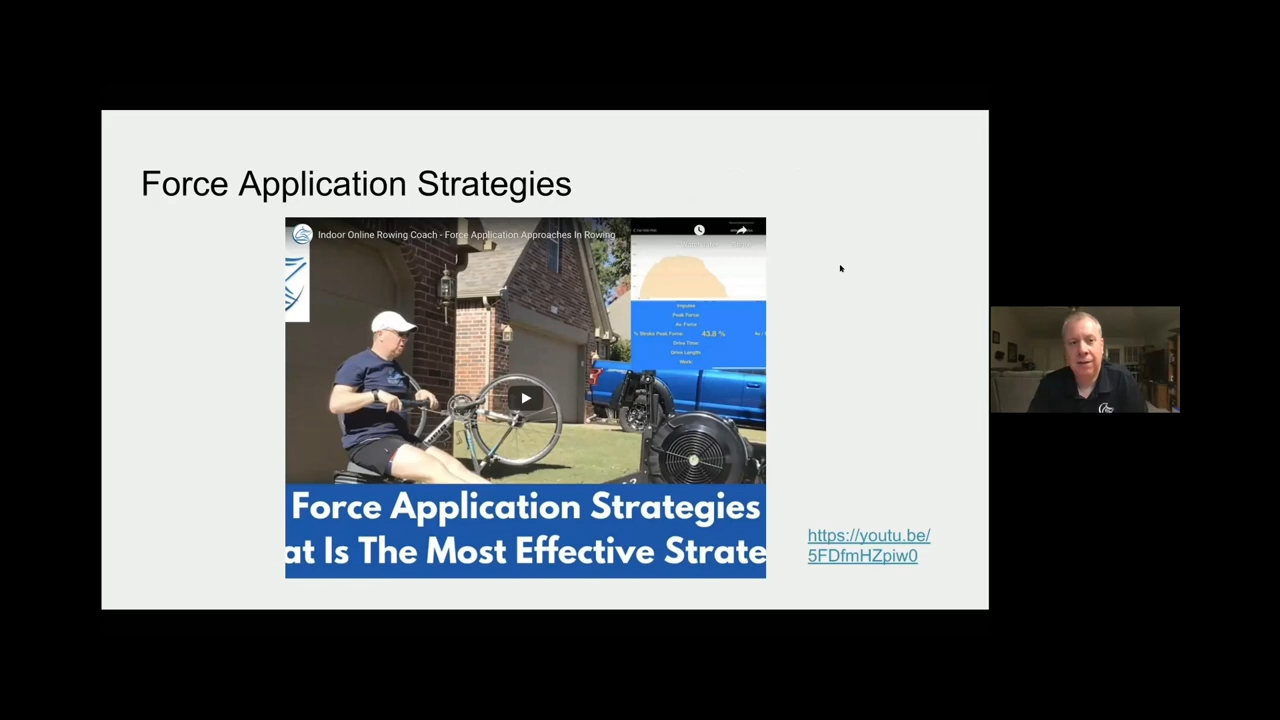 Force Application Strategies
Indoor Online Rowing Coach - Force Application Approaches In Rowing
Impulse
Peak Force:
Av. Force
% Stroke Peak Force: 43.8 %
Drive Time:
Drive Length:
Work:
Force Application Strategies
at Is The Most Effective Strate
https://youtu.be/
5FDfmHZpiw0